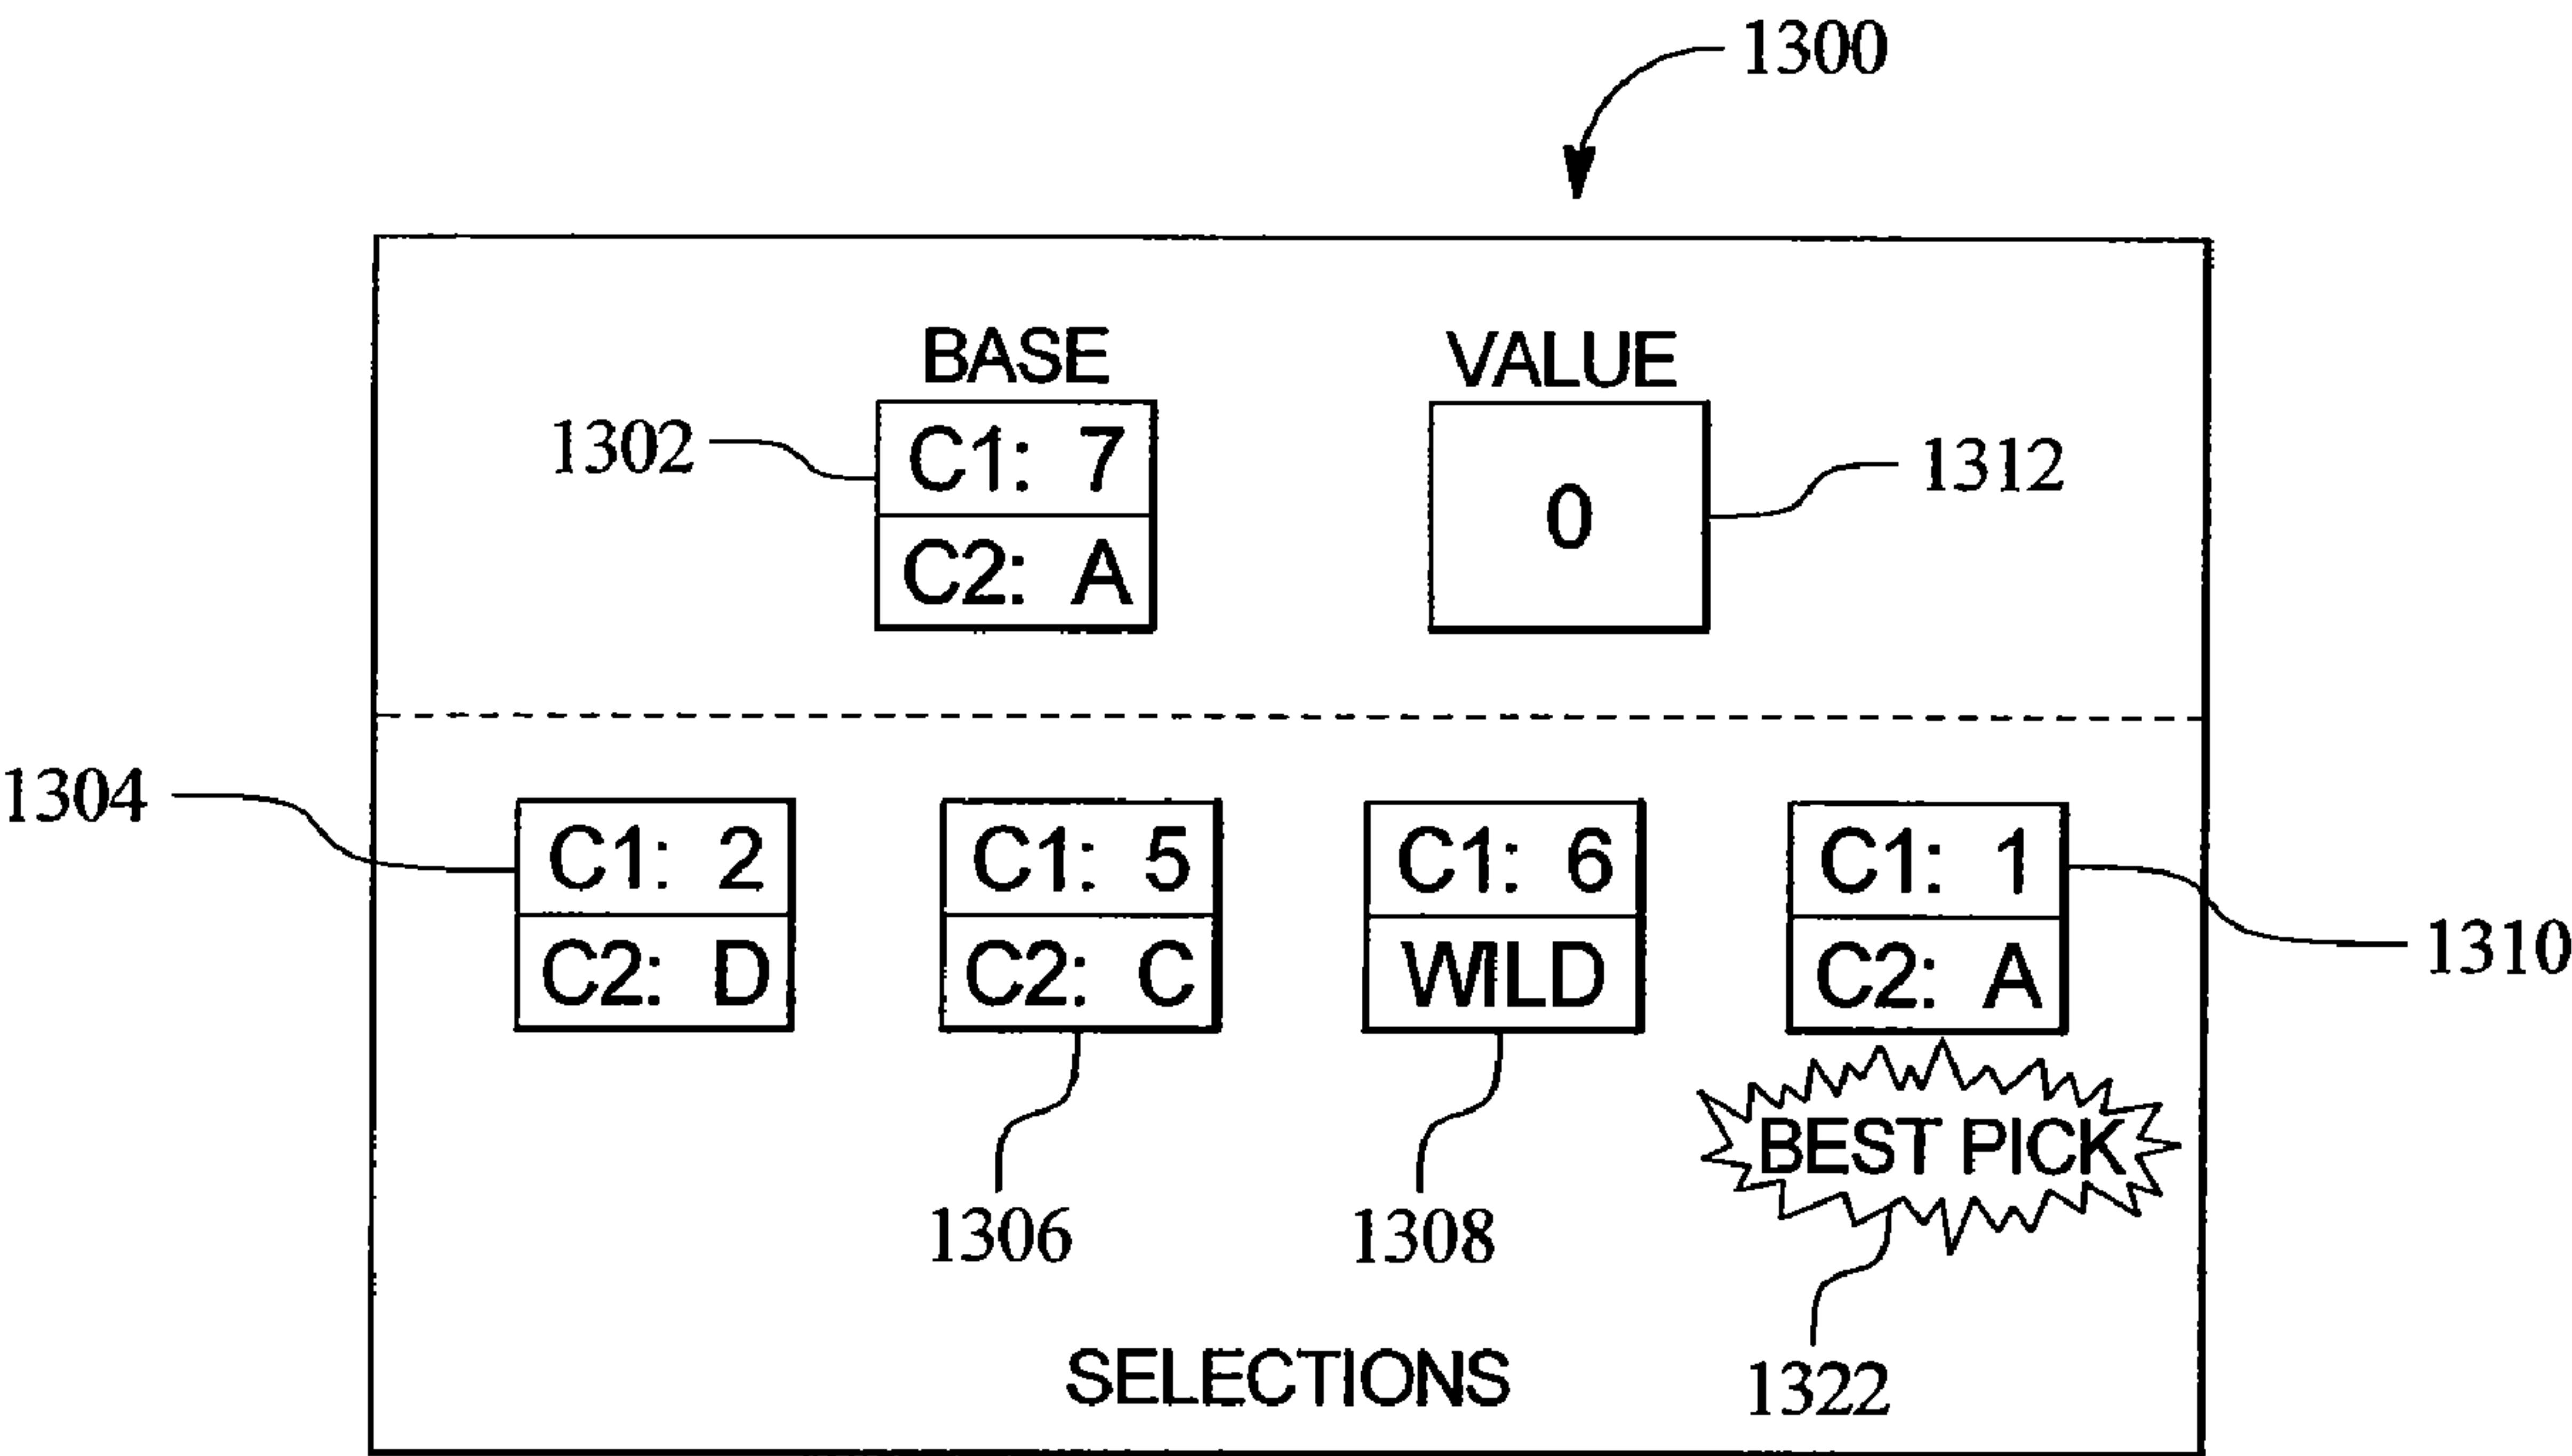 1300
BASE VALUE
1302 C1: 7 1312
0
C2: A
1304 C1: 2 C1: 5 C1: 6 C1: 1
C2: D C2: C WILD C2: A 1310
BEST PICK
1306 1308
SELECTIONS 1322